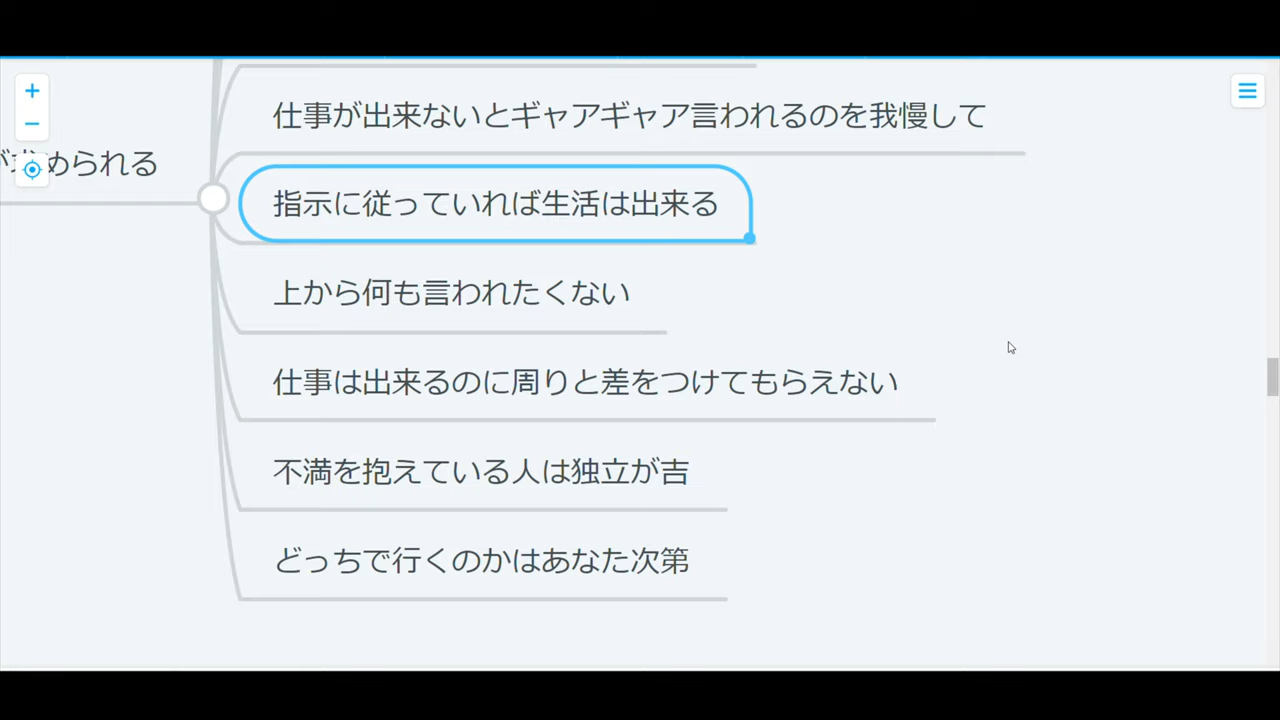 仕事が出来ないとギャアギャア言われるのを我慢して
められる
指示に従っていれば生活は出来る
上から何も言われたくない
仕事は出来るのに周りと差をつけてもらえない
不満を抱えている人は独立が吉
どっちで行くのかはあなた次第